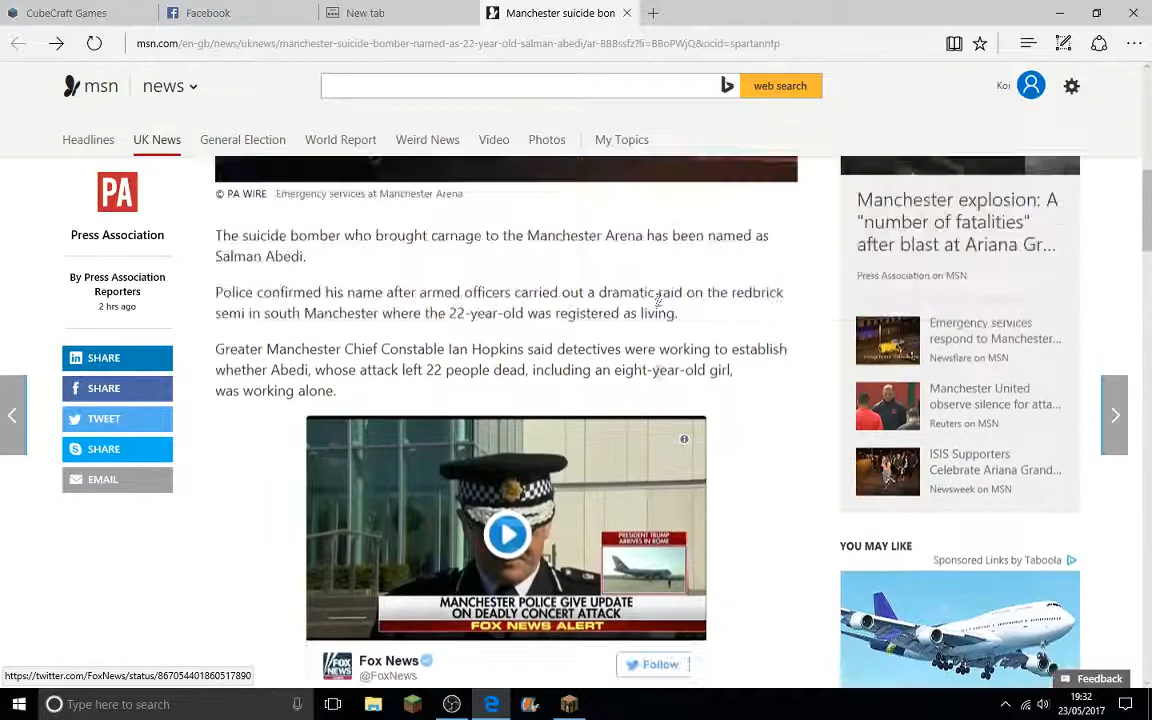 CubeCraft Games
Facebook
New tab
Manchester suicide bon
msn.com/en-gb/news/uknews/manchester-suicide-bomber-named-as-22-year-old-salman-abedi/ar-BBBssfz?li=BBoPWjQ&ocid=spartanntp
msn
news
web search
Koi
Headlines
UK News
General Election
World Report
Weird News
Video
Photos
My Topics
PA
Press Association
By Press Association
Reporters
2 hrs ago
SHARE
SHARE
TWEET
SHARE
EMAIL
© PA WIRE Emergency services at Manchester Arena
The suicide bomber who brought carnage to the Manchester Arena has been named as
Salman Abedi.
Police confirmed his name after armed officers carried out a dramatic raid on the redbrick
semi in south Manchester where the 22-year-old was registered as living.
Greater Manchester Chief Constable Ian Hopkins said detectives were working to establish
whether Abedi, whose attack left 22 people dead, including an eight-year-old girl,
was working alone.
PRESIDENT TRUMP
ARRIVES IN ROME
MANCHESTER POLICE GIVE UPDATE
ON DEADLY CONCERT ATTACK
FOX NEWS ALERT
FOX
NEWS
Fox News
@FoxNews
Follow
Manchester explosion: A
“number of fatalities”
after blast at Ariana Gr...
Press Association on MSN
Emergency services
respond to Manchester...
Newsflare on MSN
Manchester United
observe silence for atta...
Reuters on MSN
ISIS Supporters
Celebrate Ariana Grand...
Newsweek on MSN
YOU MAY LIKE
Sponsored Links by Taboola
Feedback
https://twitter.com/FoxNews/status/867054401860517890
Type here to search
19:32
23/05/2017